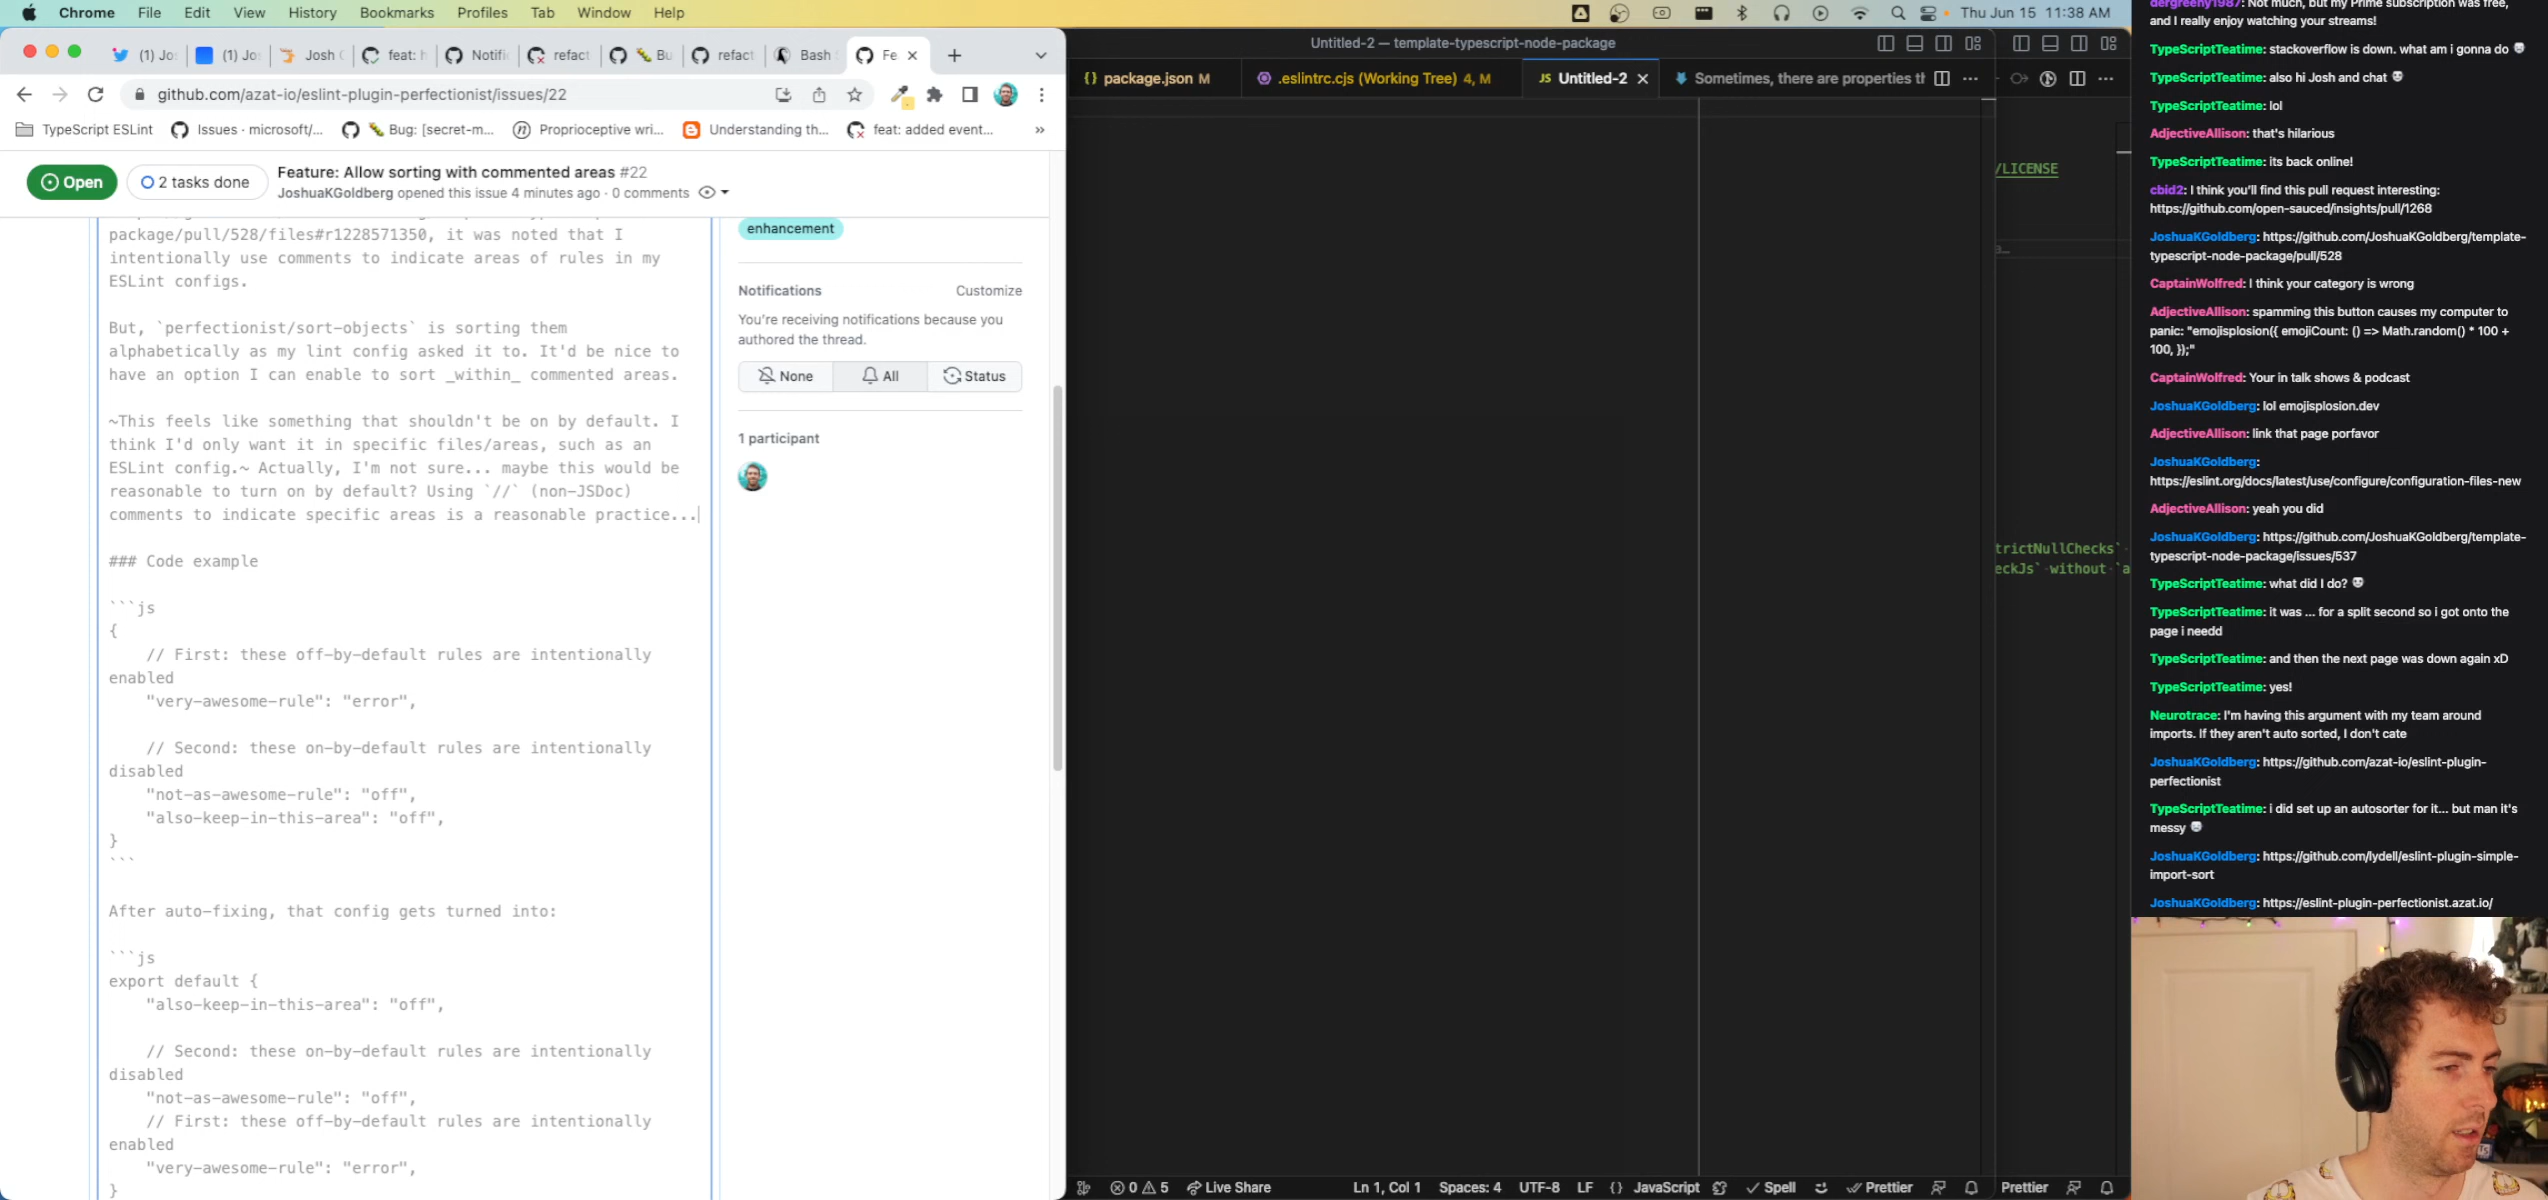 Chrome File Edit View History Bookmarks Profiles Tab Window Help
Thu Jun 15 11:38 AM
(1) Jo
(1) Jo
Josh
feat: h
Notifi
refact
Bu
refact
Bash
Fe
github.com/azat-io/eslint-plugin-perfectionist/issues/22
TypeScript ESLint
Issues · microsoft/...
Bug: [secret-m...
Proprioceptive wri...
Understanding th...
feat: added event...
»
Open
2 tasks done
Feature: Allow sorting with commented areas #22
JoshuaKGoldberg opened this issue 4 minutes ago · 0 comments
package/pull/528/files#r1228571350, it was noted that I
intentionally use comments to indicate areas of rules in my
ESLint configs.
But, `perfectionist/sort-objects` is sorting them
alphabetically as my lint config asked it to. It'd be nice to
have an option I can enable to sort _within_ commented areas.
~This feels like something that shouldn't be on by default. I
think I'd only want it in specific files/areas, such as an
ESLint config.~ Actually, I'm not sure... maybe this would be
reasonable to turn on by default? Using `//` (non-JSDoc)
comments to indicate specific areas is a reasonable practice...
### Code example
```js
{
// First: these off-by-default rules are intentionally
enabled
"very-awesome-rule": "error",
// Second: these on-by-default rules are intentionally
disabled
"not-as-awesome-rule": "off",
"also-keep-in-this-area": "off",
}
```
After auto-fixing, that config gets turned into:
```js
export default {
"also-keep-in-this-area": "off",
// Second: these on-by-default rules are intentionally
disabled
"not-as-awesome-rule": "off",
// First: these off-by-default rules are intentionally
enabled
"very-awesome-rule": "error",
}
enhancement
Notifications
Customize
You're receiving notifications because you
authored the thread.
None
All
Status
1 participant
Untitled-2 — template-typescript-node-package
{} package.json M
.eslintrc.cjs (Working Tree) 4, M
JS Untitled-2
Sometimes, there are properties th
/LICENSE
trictNullChecks`
eckJs` without `a
0 5 Live Share
Ln 1, Col 1 Spaces: 4 UTF-8 LF {} JavaScript Spell Prettier
Prettier
dergreeny1987: Not much, but my Prime subscription was free,
and I really enjoy watching your streams!
TypeScriptTeatime: stackoverflow is down. what am i gonna do
TypeScriptTeatime: also hi Josh and chat
TypeScriptTeatime: lol
AdjectiveAllison: that's hilarious
TypeScriptTeatime: its back online!
cbid2: I think you'll find this pull request interesting:
https://github.com/open-sauced/insights/pull/1268
JoshuaKGoldberg: https://github.com/JoshuaKGoldberg/template-
typescript-node-package/pull/528
CaptainWolfred: I think your category is wrong
AdjectiveAllison: spamming this button causes my computer to
panic: "emojisplosion({ emojiCount: () => Math.random() * 100 +
100, });"
CaptainWolfred: Your in talk shows & podcast
JoshuaKGoldberg: lol emojisplosion.dev
AdjectiveAllison: link that page porfavor
JoshuaKGoldberg:
https://eslint.org/docs/latest/use/configure/configuration-files-new
AdjectiveAllison: yeah you did
JoshuaKGoldberg: https://github.com/JoshuaKGoldberg/template-
typescript-node-package/issues/537
TypeScriptTeatime: what did I do?
TypeScriptTeatime: it was ... for a split second so i got onto the
page i needd
TypeScriptTeatime: and then the next page was down again xD
TypeScriptTeatime: yes!
Neurotrace: I'm having this argument with my team around
imports. If they aren't auto sorted, I don't cate
JoshuaKGoldberg: https://github.com/azat-io/eslint-plugin-
perfectionist
TypeScriptTeatime: i did set up an autosorter for it... but man it's
messy
JoshuaKGoldberg: https://github.com/lydell/eslint-plugin-simple-
import-sort
JoshuaKGoldberg: https://eslint-plugin-perfectionist.azat.io/